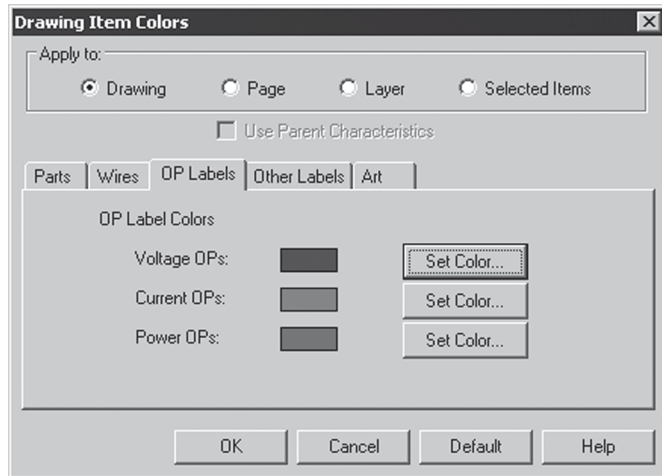 Drawing Item Colors
Apply to:
Drawing Page Layer Selected Items
Use Parent Characteristics
Parts Wires OP Labels Other Labels Art
OP Label Colors
Voltage OPs: Set Color...
Current OPs: Set Color...
Power OPs: Set Color...
OK Cancel Default Help